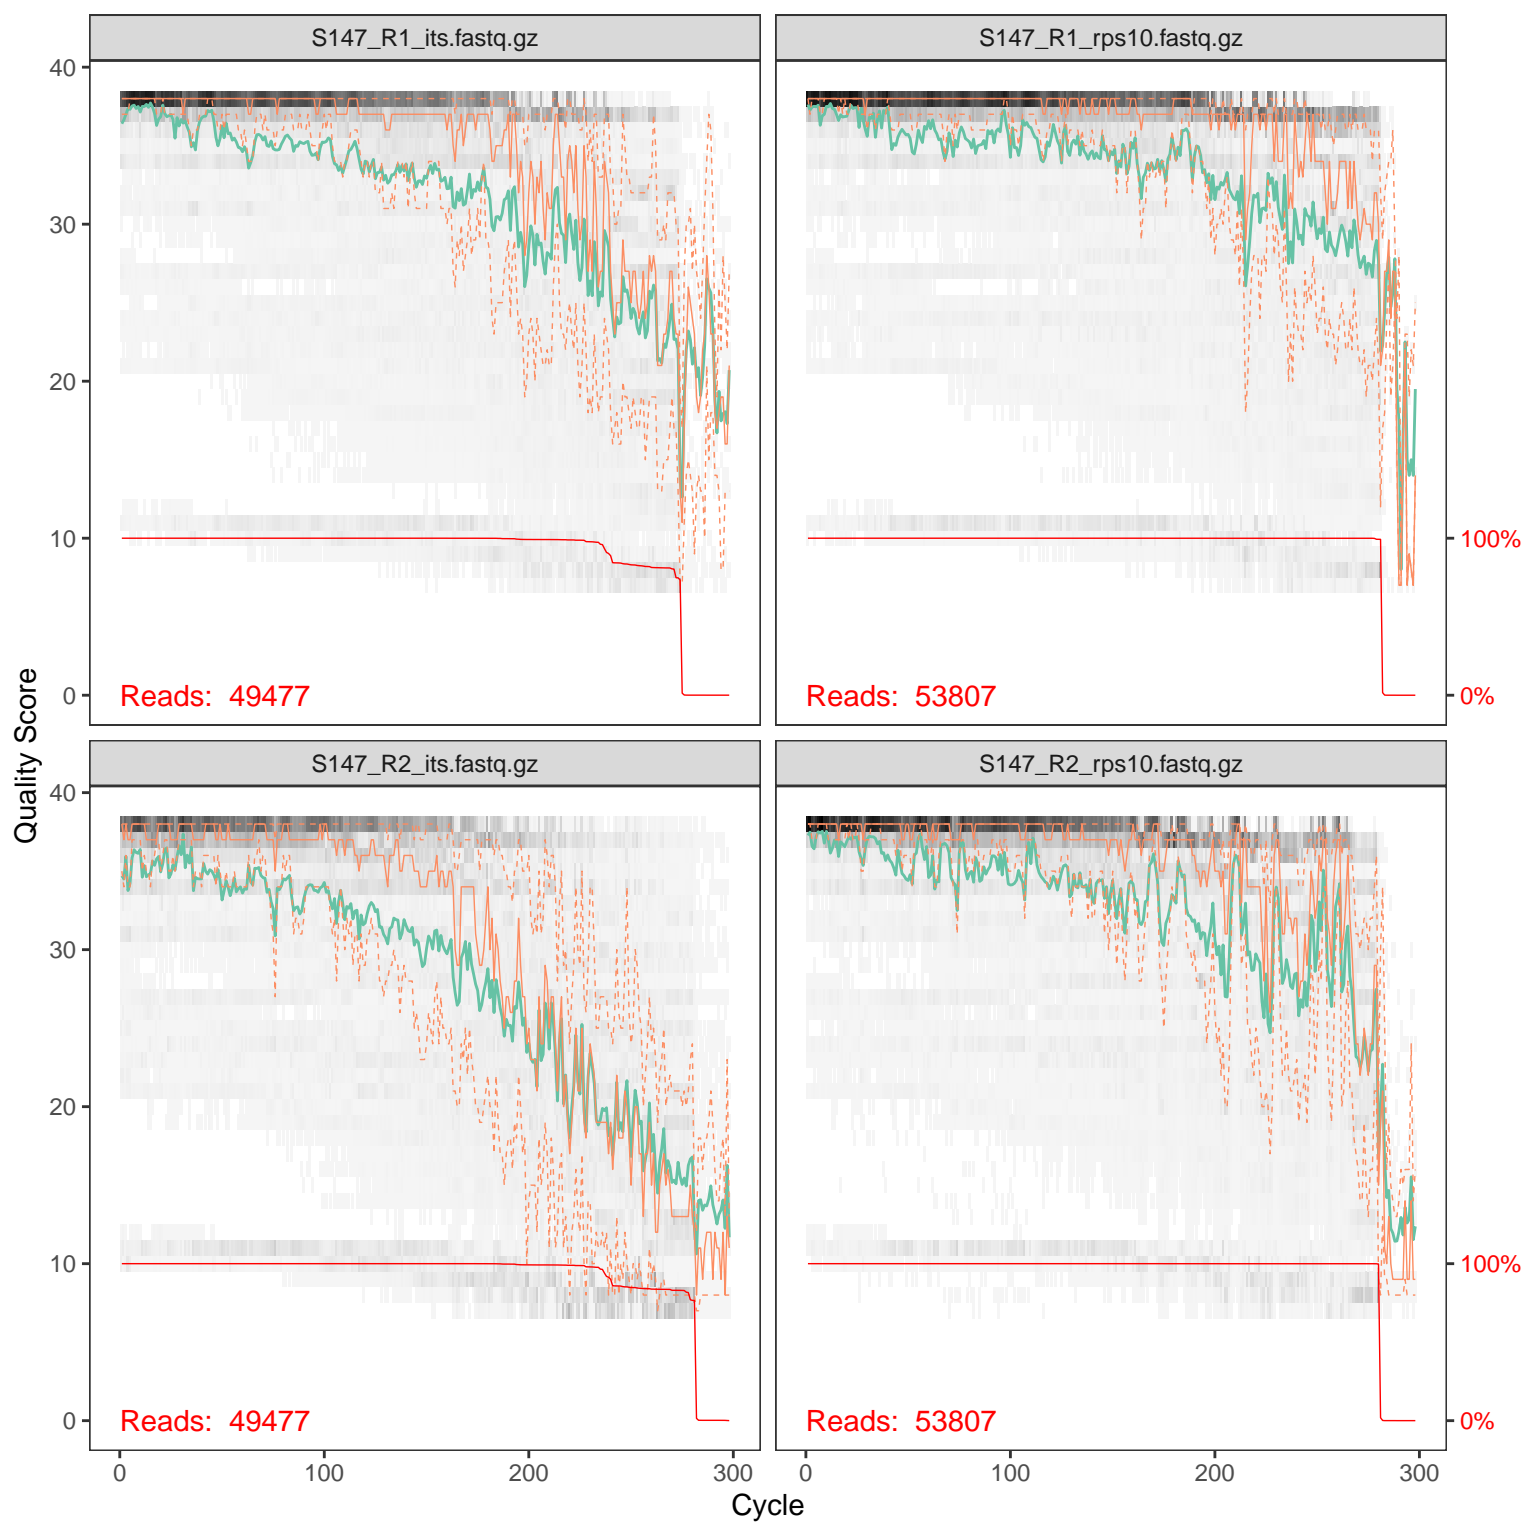 S147_R1_its.fastq.gz
S147_R1_rps10.fastq.gz
40
30
20
10
0
100%
0%
Reads: 49477
Reads: 53807
Quality Score
S147_R2_its.fastq.gz
S147_R2_rps10.fastq.gz
40
30
20
10
0
100%
0%
Reads: 49477
Reads: 53807
0 100 200 300
0 100 200 300
Cycle